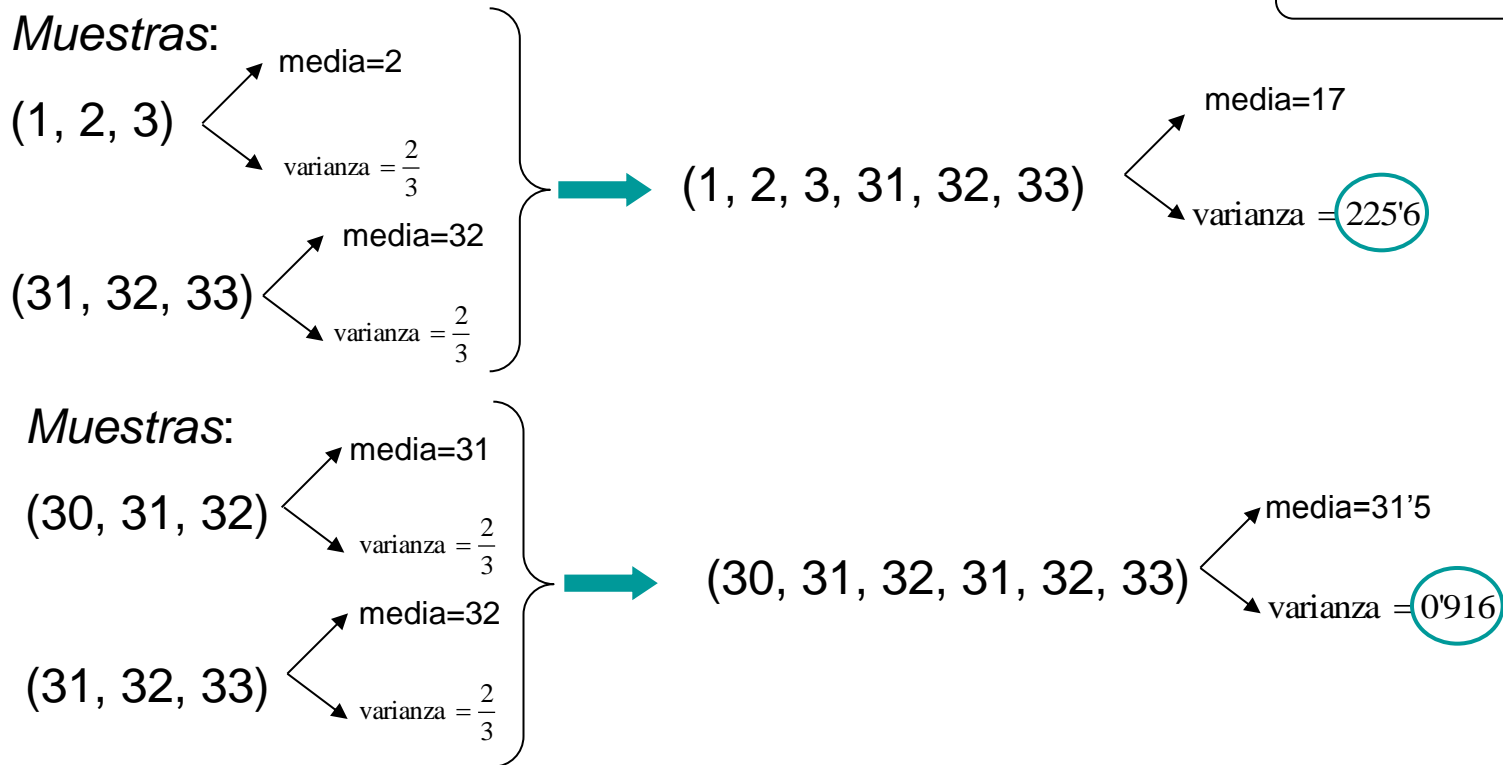 Muestras:
media=2
(1, 2, 3)
varianza = 2/3
media=32
(31, 32, 33)
varianza = 2/3
(1, 2, 3, 31, 32, 33)
media=17
varianza = 225'6
Muestras:
media=31
(30, 31, 32)
varianza = 2/3
media=32
(31, 32, 33)
varianza = 2/3
(30, 31, 32, 31, 32, 33)
media=31’5
varianza = 0'916